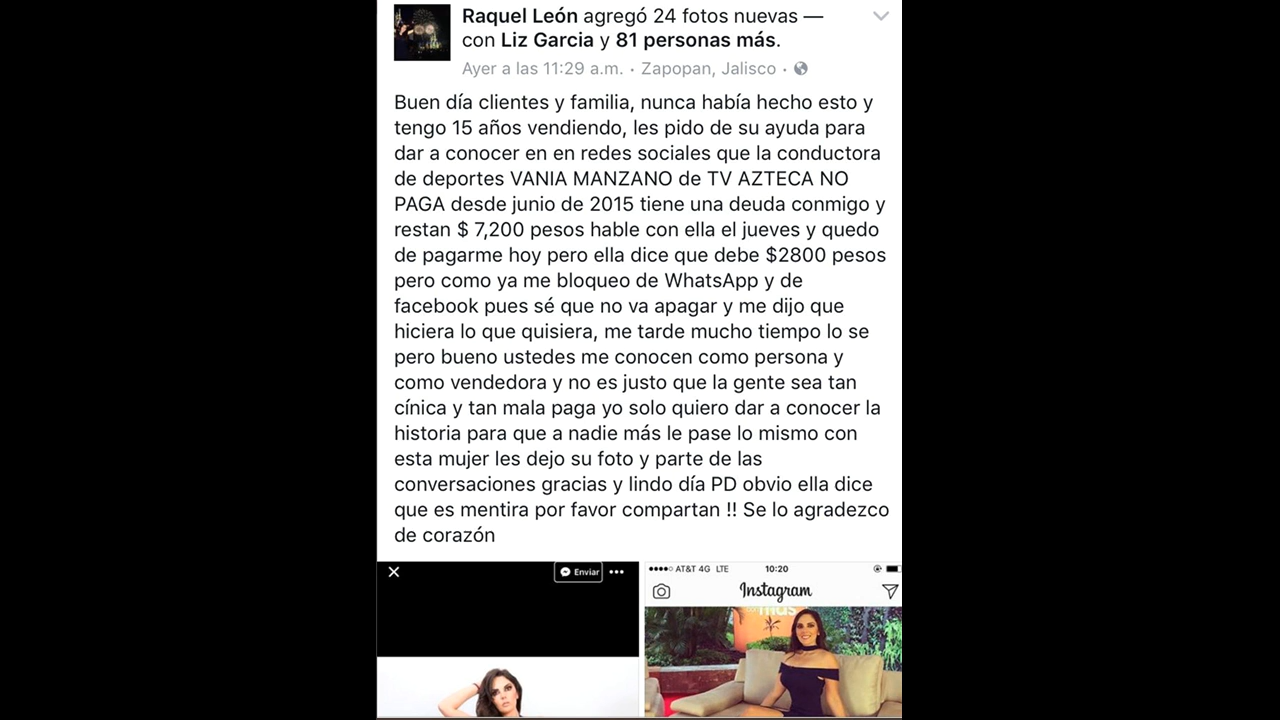 Raquel León agregó 24 fotos nuevas —
con Liz Garcia y 81 personas más.
Ayer a las 11:29 a.m. · Zapopan, Jalisco ·
Buen día clientes y familia, nunca había hecho esto y
tengo 15 años vendiendo, les pido de su ayuda para
dar a conocer en en redes sociales que la conductora
de deportes VANIA MANZANO de TV AZTECA NO
PAGA desde junio de 2015 tiene una deuda conmigo y
restan $ 7,200 pesos hable con ella el jueves y quedo
de pagarme hoy pero ella dice que debe $2800 pesos
pero como ya me bloqueo de WhatsApp y de
facebook pues sé que no va apagar y me dijo que
hiciera lo que quisiera, me tarde mucho tiempo lo se
pero bueno ustedes me conocen como persona y
como vendedora y no es justo que la gente sea tan
cínica y tan mala paga yo solo quiero dar a conocer la
historia para que a nadie más le pase lo mismo con
esta mujer les dejo su foto y parte de las
conversaciones gracias y lindo día PD obvio ella dice
que es mentira por favor compartan !! Se lo agradezco
de corazón
Enviar
AT&T 4G LTE 10:20
Instagram
más